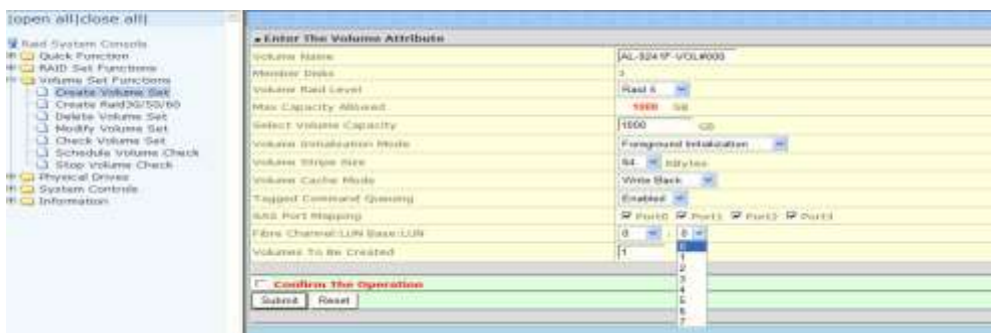 [open all|close all]
Raid System Console
Quick Function
RAID Set Functions
Volume Set Functions
Create Volume Set
Create Raid30/50/60
Delete Volume Set
Modify Volume Set
Check Volume Set
Schedule Volume Check
Stop Volume Check
Physical Drives
System Controls
Information
Enter The Volume Attribute
Volume Name
Member Disks 3
Volume Raid Level Raid 5
Max Capacity Allowed 1000 GB
Select Volume Capacity 1000 GB
Volume Initialization Mode Foreground Initialization
Volume Stripe Size 64 KBytes
Volume Cache Mode Write Back
Tagged Command Queuing Enabled
SAS Port Mapping Port0 Port1 Port2 Port3
Fibre Channel:LUN Base:LUN 0 : 0
0
1
2
3
4
5
6
7
Volumes To Be Created 1
Confirm The Operation
Submit Reset